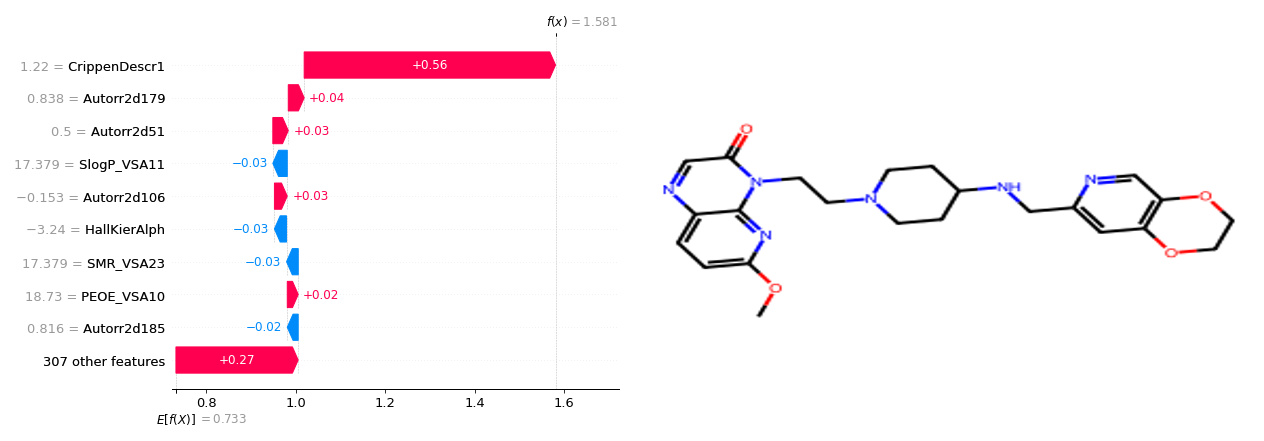 f(x) = 1.581
1.22 = CrippenDescr1 +0.56
0.838 = Autorr2d179 +0.04
0.5 = Autorr2d51 +0.03
17.379 = SlogP_VSA11 −0.03
−0.153 = Autorr2d106 +0.03
−3.24 = HallKierAlph −0.03
17.379 = SMR_VSA23 −0.03
18.73 = PEOE_VSA10 +0.02
0.816 = Autorr2d185 −0.02
307 other features +0.27
0.8 1.0 1.2 1.4 1.6
E[f(X)] = 0.733
O
N
N
N
N
O
NH
N
O
O